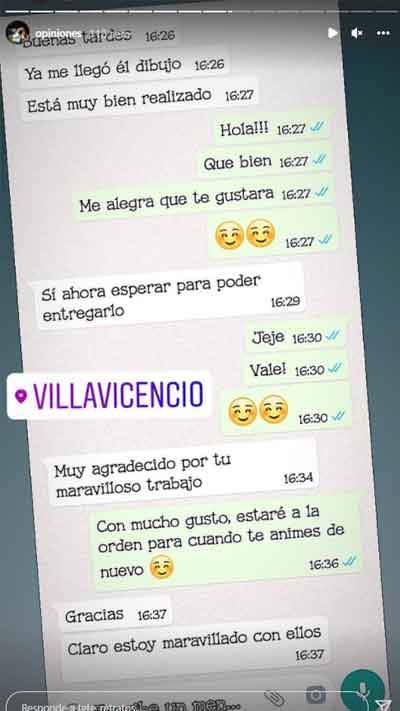 opiniones
Buenas tardes 16:26
Ya me llegó él dibujo 16:26
Está muy bien realizado 16:27
Hola!!! 16:27
Que bien 16:27
Me alegra que te gustara 16:27
☺️☺️ 16:27
Sí ahora esperar para poder
entregarlo 16:29
Jeje 16:30
Vale! 16:30
VILLAVICENCIO
☺️☺️ 16:30
Muy agradecido por tu
maravilloso trabajo 16:34
Con mucho gusto, estaré a la
orden para cuando te animes de
nuevo ☺️ 16:36
Gracias 16:37
Claro estoy maravillado con ellos
16:37
un men...
Responde a tete_retratos...